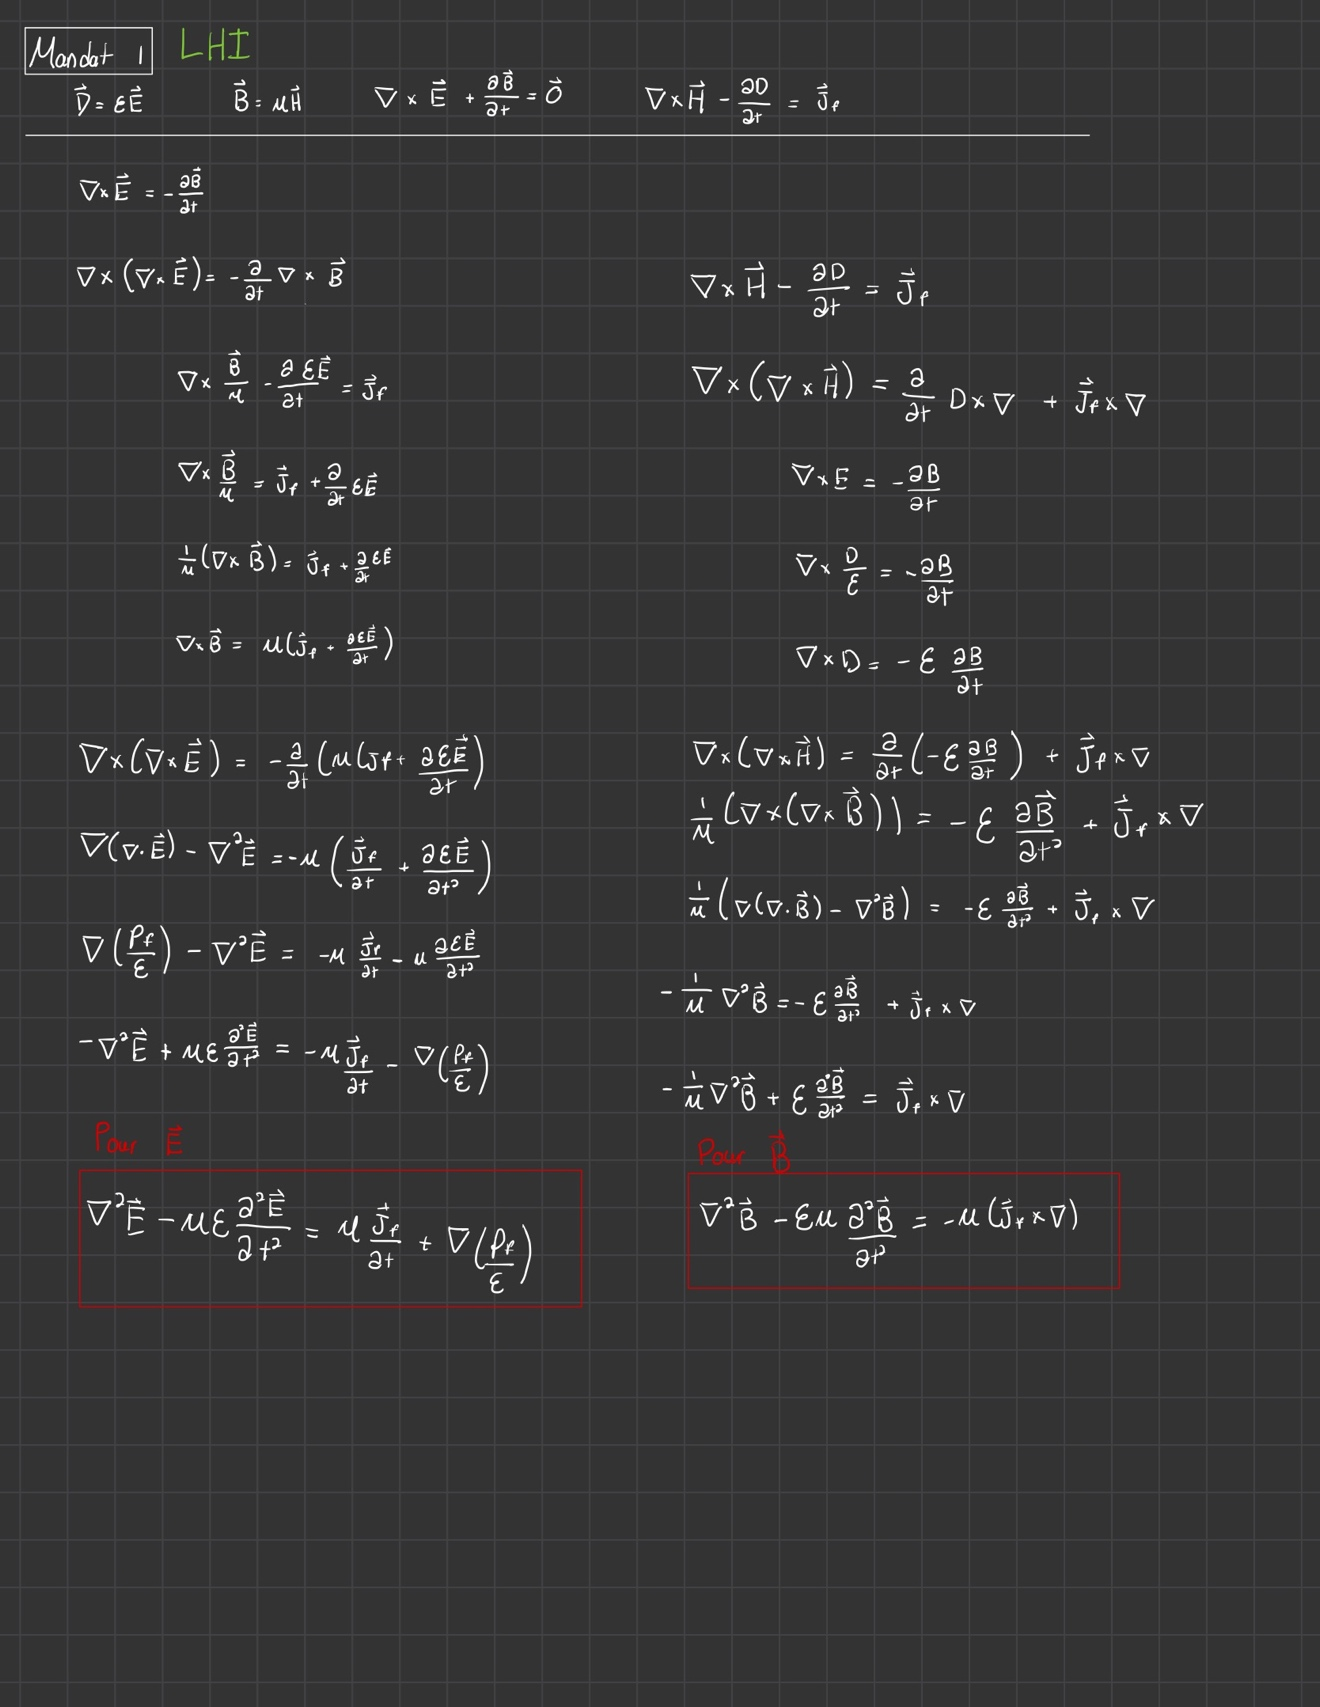 Mandat 1 LHI
D⃗ = εE⃗ B⃗ = μH⃗ ∇ × E⃗ + ∂B⃗/∂t = 0⃗ ∇×H⃗ - ∂D/∂t = J⃗f
∇×E⃗ = -∂B⃗/∂t
∇×(∇×E⃗) = -∂/∂t ∇ × B⃗
∇× B⃗/μ - ∂εE⃗/∂t = J⃗f
∇× B⃗/μ = J⃗f + ∂/∂t εE⃗
1/μ(∇×B⃗) = J⃗f + ∂/∂t εE⃗
∇×B⃗ = μ(J⃗f + ∂εE⃗/∂t)
∇×(∇×E⃗) = -∂/∂t (μ(Jf + ∂εE⃗/∂t)
∇(∇·E⃗) - ∇²E⃗ = -μ (J⃗f/∂t + ∂εE⃗/∂t²)
∇(ρf/ε) - ∇²E⃗ = -μ J⃗f/∂t - μ ∂εE⃗/∂t²
-∇²E⃗ + με ∂²E⃗/∂t² = -μ J⃗f/∂t - ∇(ρf/ε)
Pour E⃗
∇²E⃗ - με ∂²E⃗/∂t² = μ J⃗f/∂t + ∇(ρf/ε)
∇×H⃗ - ∂D/∂t = J⃗f
∇×(∇×H⃗) = ∂/∂t D×∇ + J⃗f×∇
∇×E = -∂B/∂t
∇× D/ε = -∂B/∂t
∇×D = -ε ∂B/∂t
∇×(∇×H⃗) = ∂/∂t (-ε ∂B/∂t) + J⃗f×∇
1/μ (∇×(∇×B⃗)) = -ε ∂B⃗/∂t² + J⃗f×∇
1/μ (∇(∇·B⃗) - ∇²B⃗) = -ε ∂B⃗/∂t² + J⃗f×∇
-1/μ ∇²B⃗ = -ε ∂B⃗/∂t² + J⃗f×∇
-1/μ ∇²B⃗ + ε ∂²B⃗/∂t² = J⃗f×∇
Pour B⃗
∇²B⃗ - εμ ∂²B⃗/∂t² = -μ(J⃗f×∇)